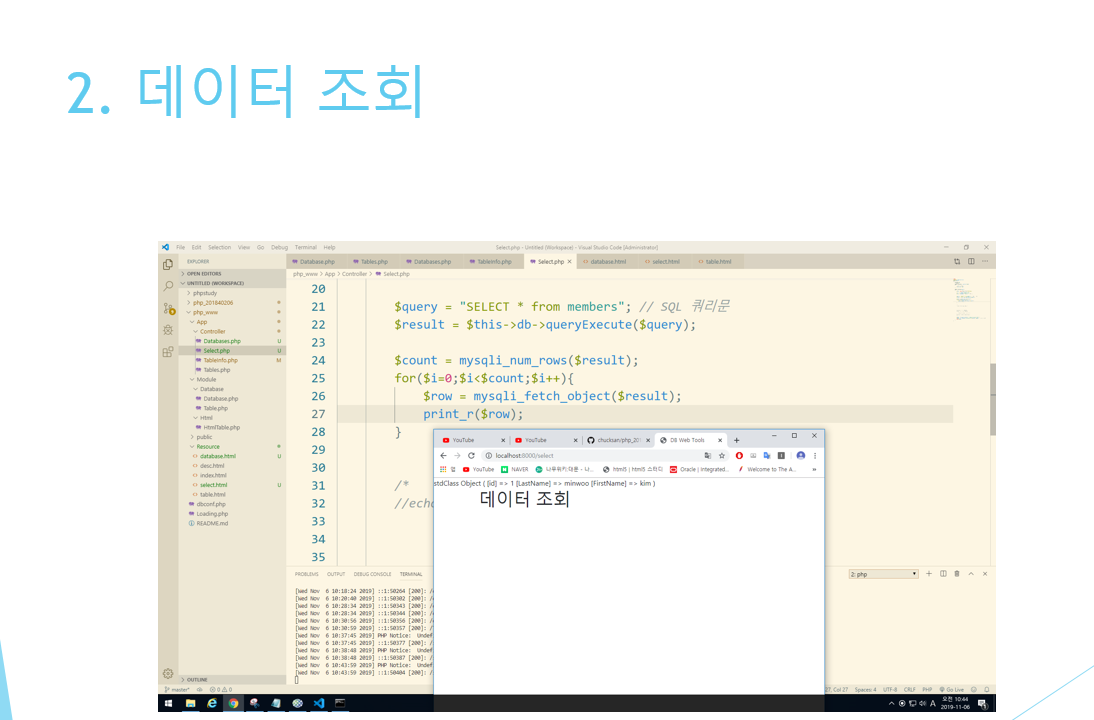 2. 데이터 조회
File Edit Selection View Go Debug Terminal Help
Select.php - Untitled (Workspace) - Visual Studio Code [Administrator]
EXPLORER
Database.php Tables.php Databases.php TableInfo.php Select.php database.html select.html table.html
OPEN EDITORS
php_www > App > Controller > Select.php
UNTITLED (WORKSPACE)
phpstudy
php_201840206
php_www
App
Controller
Databases.php U
Select.php U
TableInfo.php M
Tables.php
Module
Database
Database.php
Table.php
Html
HtmlTable.php
public
Resource
database.html U
desc.html
index.html
select.html U
table.html
dbconf.php
Loading.php
README.md
OUTLINE
20
21 $query = "SELECT * from members"; // SQL 쿼리문
22 $result = $this->db->queryExecute($query);
23
24 $count = mysqli_num_rows($result);
25 for($i=0;$i<$count;$i++){
26 $row = mysqli_fetch_object($result);
27 print_r($row);
28 }
29
30
31 /*
32 //echo
33
34
35
YouTube YouTube chucksan/php_201 DB Web Tools
localhost:8000/select
앱 YouTube NAVER html5 | html5 스터디 Oracle | Integrated... Welcome to The A...
stdClass Object ( [id] => 1 [LastName] => minwoo [FirstName] => kim )
데이터 조회
PROBLEMS OUTPUT DEBUG CONSOLE TERMINAL
2: php
[Wed Nov 6 10:18:24 2019] ::1:50264 [200]: /
[Wed Nov 6 10:20:40 2019] ::1:50302 [200]: /
[Wed Nov 6 10:28:34 2019] ::1:50343 [200]: /
[Wed Nov 6 10:28:34 2019] ::1:50344 [200]: /
[Wed Nov 6 10:30:56 2019] ::1:50356 [200]: /
[Wed Nov 6 10:30:59 2019] ::1:50357 [200]: /
[Wed Nov 6 10:37:45 2019] PHP Notice: Undef
[Wed Nov 6 10:37:45 2019] ::1:50377 [200]: /
[Wed Nov 6 10:38:48 2019] PHP Notice: Undef
[Wed Nov 6 10:38:48 2019] ::1:50387 [200]: /
[Wed Nov 6 10:43:59 2019] PHP Notice: Undef
[Wed Nov 6 10:43:59 2019] ::1:50404 [200]: /
master* 0 0
27, Col 27 Spaces: 4 UTF-8 CRLF PHP Go Live
A 오전 10:44
2019-11-06